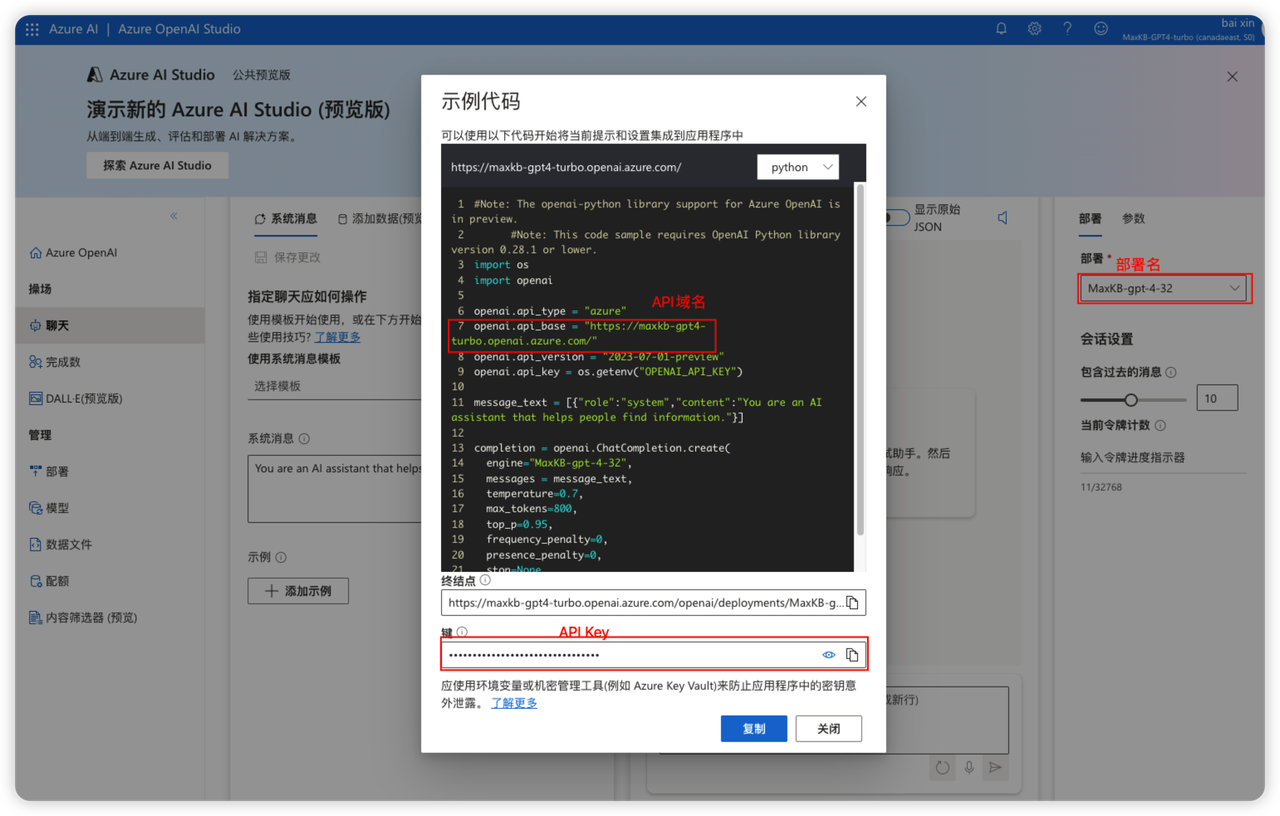 Azure AI | Azure OpenAI Studio
bai xin
MaxKB-GPT4-turbo (canadaeast, S0)
Azure AI Studio 公共预览版
演示新的 Azure AI Studio (预览版)
从端到端生成、评估和部署 AI 解决方案。
探索 Azure AI Studio
Azure OpenAI
操场
聊天
完成数
DALL·E(预览版)
管理
部署
模型
数据文件
配额
内容筛选器 (预览)
系统消息
添加数据(预览
保存更改
指定聊天应如何操作
使用模板开始使用，或在下方开始
些使用技巧? 了解更多
使用系统消息模板
选择模板
系统消息
You are an AI assistant that helps
示例
添加示例
示例代码
可以使用以下代码开始将当前提示和设置集成到应用程序中
https://maxkb-gpt4-turbo.openai.azure.com/
python
1 #Note: The openai-python library support for Azure OpenAI is
in preview.
2 #Note: This code sample requires OpenAI Python library
version 0.28.1 or lower.
3 import os
4 import openai
5
API域名
6 openai.api_type = "azure"
7 openai.api_base = "https://maxkb-gpt4-
turbo.openai.azure.com/"
8 openai.api_version = "2023-07-01-preview"
9 openai.api_key = os.getenv("OPENAI_API_KEY")
10
11 message_text = [{"role":"system","content":"You are an AI
assistant that helps people find information."}]
12
13 completion = openai.ChatCompletion.create(
14 engine="MaxKB-gpt-4-32",
15 messages = message_text,
16 temperature=0.7,
17 max_tokens=800,
18 top_p=0.95,
19 frequency_penalty=0,
20 presence_penalty=0,
21 stop=None
终结点
https://maxkb-gpt4-turbo.openai.azure.com/openai/deployments/MaxKB-g...
键
API Key
••••••••••••••••••••••••••••••••
应使用环境变量或机密管理工具(例如 Azure Key Vault)来防止应用程序中的密钥意
外泄露。 了解更多
复制
关闭
显示原始
JSON
试助手。然后
响应。
或新行)
部署
参数
部署 *
部署名
MaxKB-gpt-4-32
会话设置
包含过去的消息
10
当前令牌计数
输入令牌进度指示器
11/32768